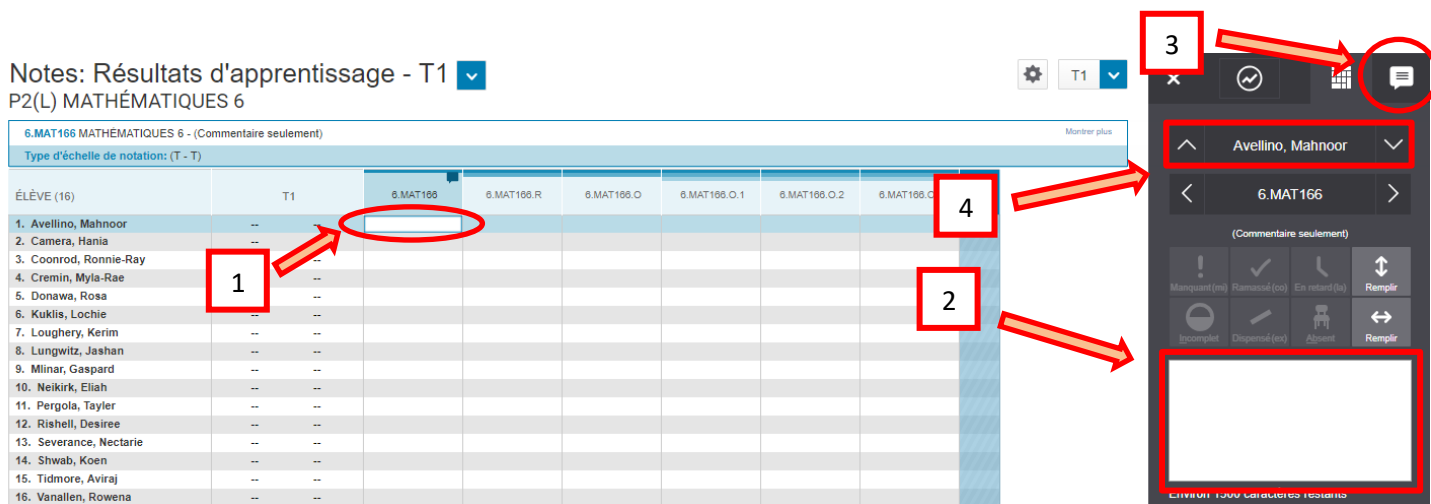 3
Notes: Résultats d'apprentissage - T1
T1
P2(L) MATHÉMATIQUES 6
6.MAT166 MATHÉMATIQUES 6 - (Commentaire seulement)
Montrer plus
Type d'échelle de notation: (T - T)
ÉLÈVE (16) T1 6.MAT166 6.MAT166.R 6.MAT166.O 6.MAT166.O.1 6.MAT166.O.2
1. Avellino, Mahnoor -- --
2. Camera, Hania --
3. Coonrod, Ronnie-Ray --
4. Cremin, Myla-Rae --
5. Donawa, Rosa --
6. Kuklis, Lochie -- --
7. Loughery, Kerim -- --
8. Lungwitz, Jashan -- --
9. Mlinar, Gaspard -- --
10. Neikirk, Eliah -- --
11. Pergola, Tayler -- --
12. Rishell, Desiree -- --
13. Severance, Nectarie -- --
14. Shwab, Koen -- --
15. Tidmore, Aviraj -- --
16. Vanallen, Rowena -- --
1
4
2
Avellino, Mahnoor
6.MAT166
(Commentaire seulement)
Manquant (mi) Ramassé (co) En retard (la) Remplir
Incomplet Dispensé (ex) Absent Remplir
Environ 1500 caractères restants